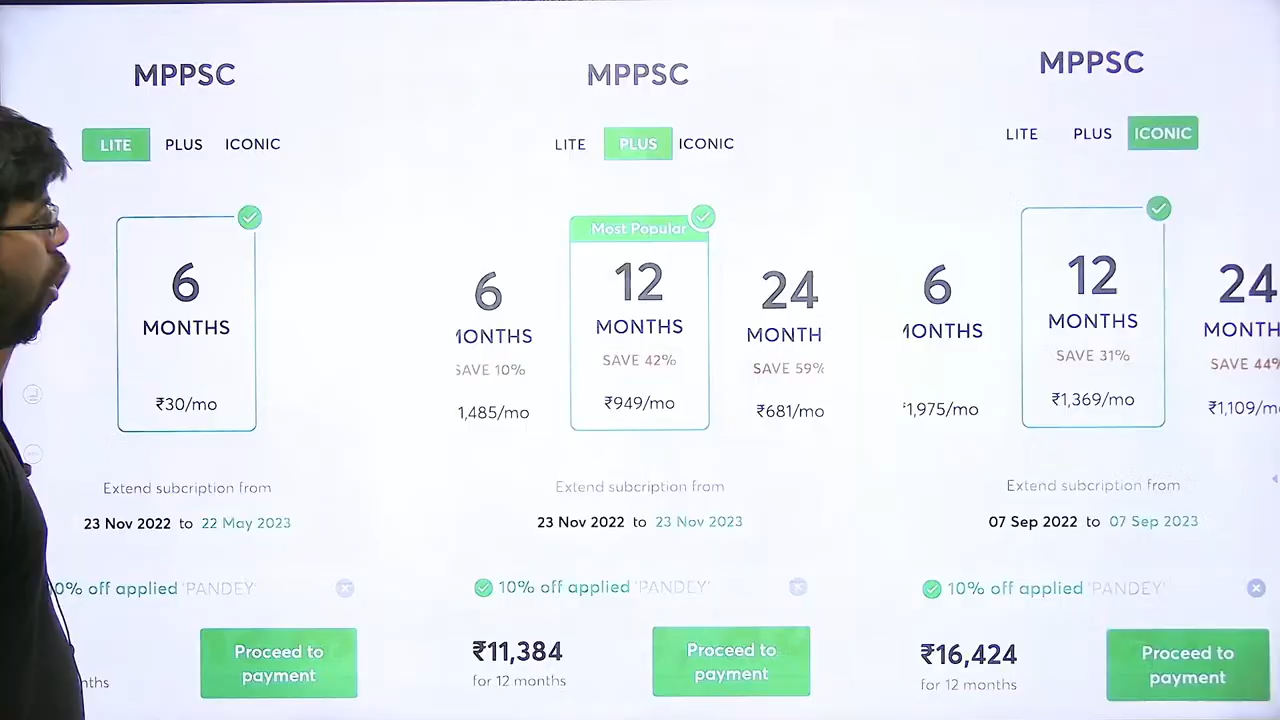 MPPSC
LITE PLUS ICONIC
6
MONTHS
₹30/mo
Extend subcription from
23 Nov 2022 to 22 May 2023
0% off applied 'PANDEY'
Proceed to
payment
nths
MPPSC
LITE PLUS ICONIC
Most Popular
6
MONTHS
SAVE 10%
1,485/mo
12
MONTHS
SAVE 42%
₹949/mo
24
MONTH
SAVE 59%
₹681/mo
Extend subcription from
23 Nov 2022 to 23 Nov 2023
10% off applied 'PANDEY'
₹11,384
for 12 months
Proceed to
payment
MPPSC
LITE PLUS ICONIC
6
MONTHS
₹1,975/mo
12
MONTHS
SAVE 31%
₹1,369/mo
24
MONTH
SAVE 44%
₹1,109/m
Extend subcription from
07 Sep 2022 to 07 Sep 2023
10% off applied 'PANDEY'
₹16,424
for 12 months
Proceed to
payment